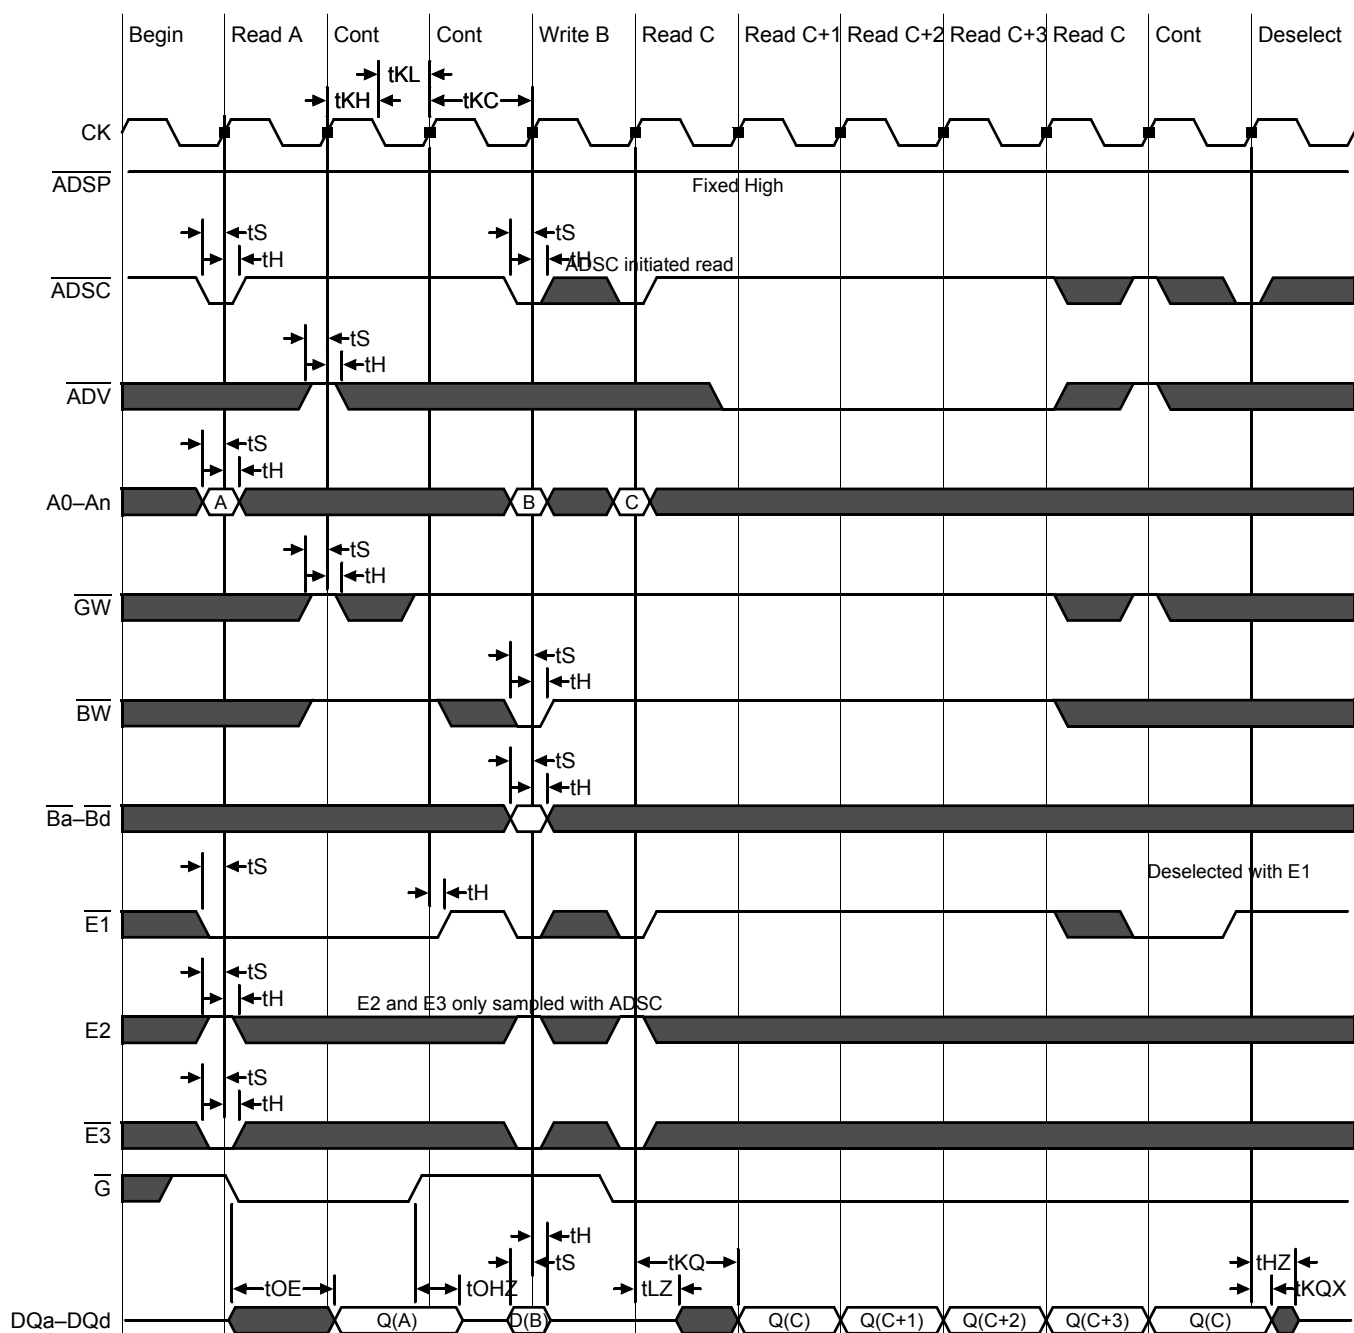 Begin Read A Cont Cont Write B Read C Read C+1 Read C+2 Read C+3 Read C Cont Deselect
tKL
tKH tKC
CK
ADSP
Fixed High
tS tS
tH tH
ADSC initiated read
ADSC
tS
tH
ADV
tS
tH
A0–An A B C
tS
tH
GW
tS
tH
BW
tS
tH
Ba–Bd
tS
Deselected with E1
tH
E1
tS
tH
E2 and E3 only sampled with ADSC
E2
tS
tH
E3
G
tH
tS tKQ tHZ
tOE tOHZ tLZ tKQX
DQa–DQd Q(A) D(B) Q(C) Q(C+1) Q(C+2) Q(C+3) Q(C)